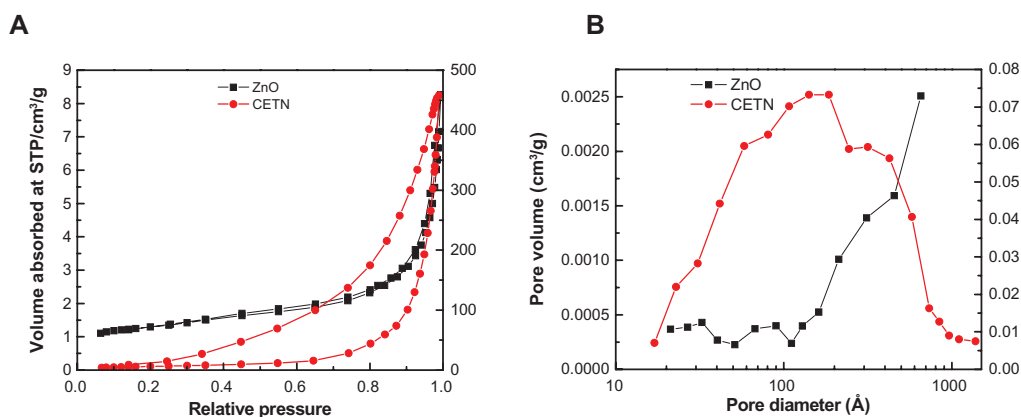 A
Volume absorbed at STP/cm³/g
9
8
7
6
5
4
3
2
1
0
500
400
300
200
100
0
ZnO
CETN
0.0 0.2 0.4 0.6 0.8 1.0
Relative pressure
B
Pore volume (cm³/g)
0.0025
0.0020
0.0015
0.0010
0.0005
0.0000
0.08
0.07
0.06
0.05
0.04
0.03
0.02
0.01
0.00
ZnO
CETN
10 100 1000
Pore diameter (Å)